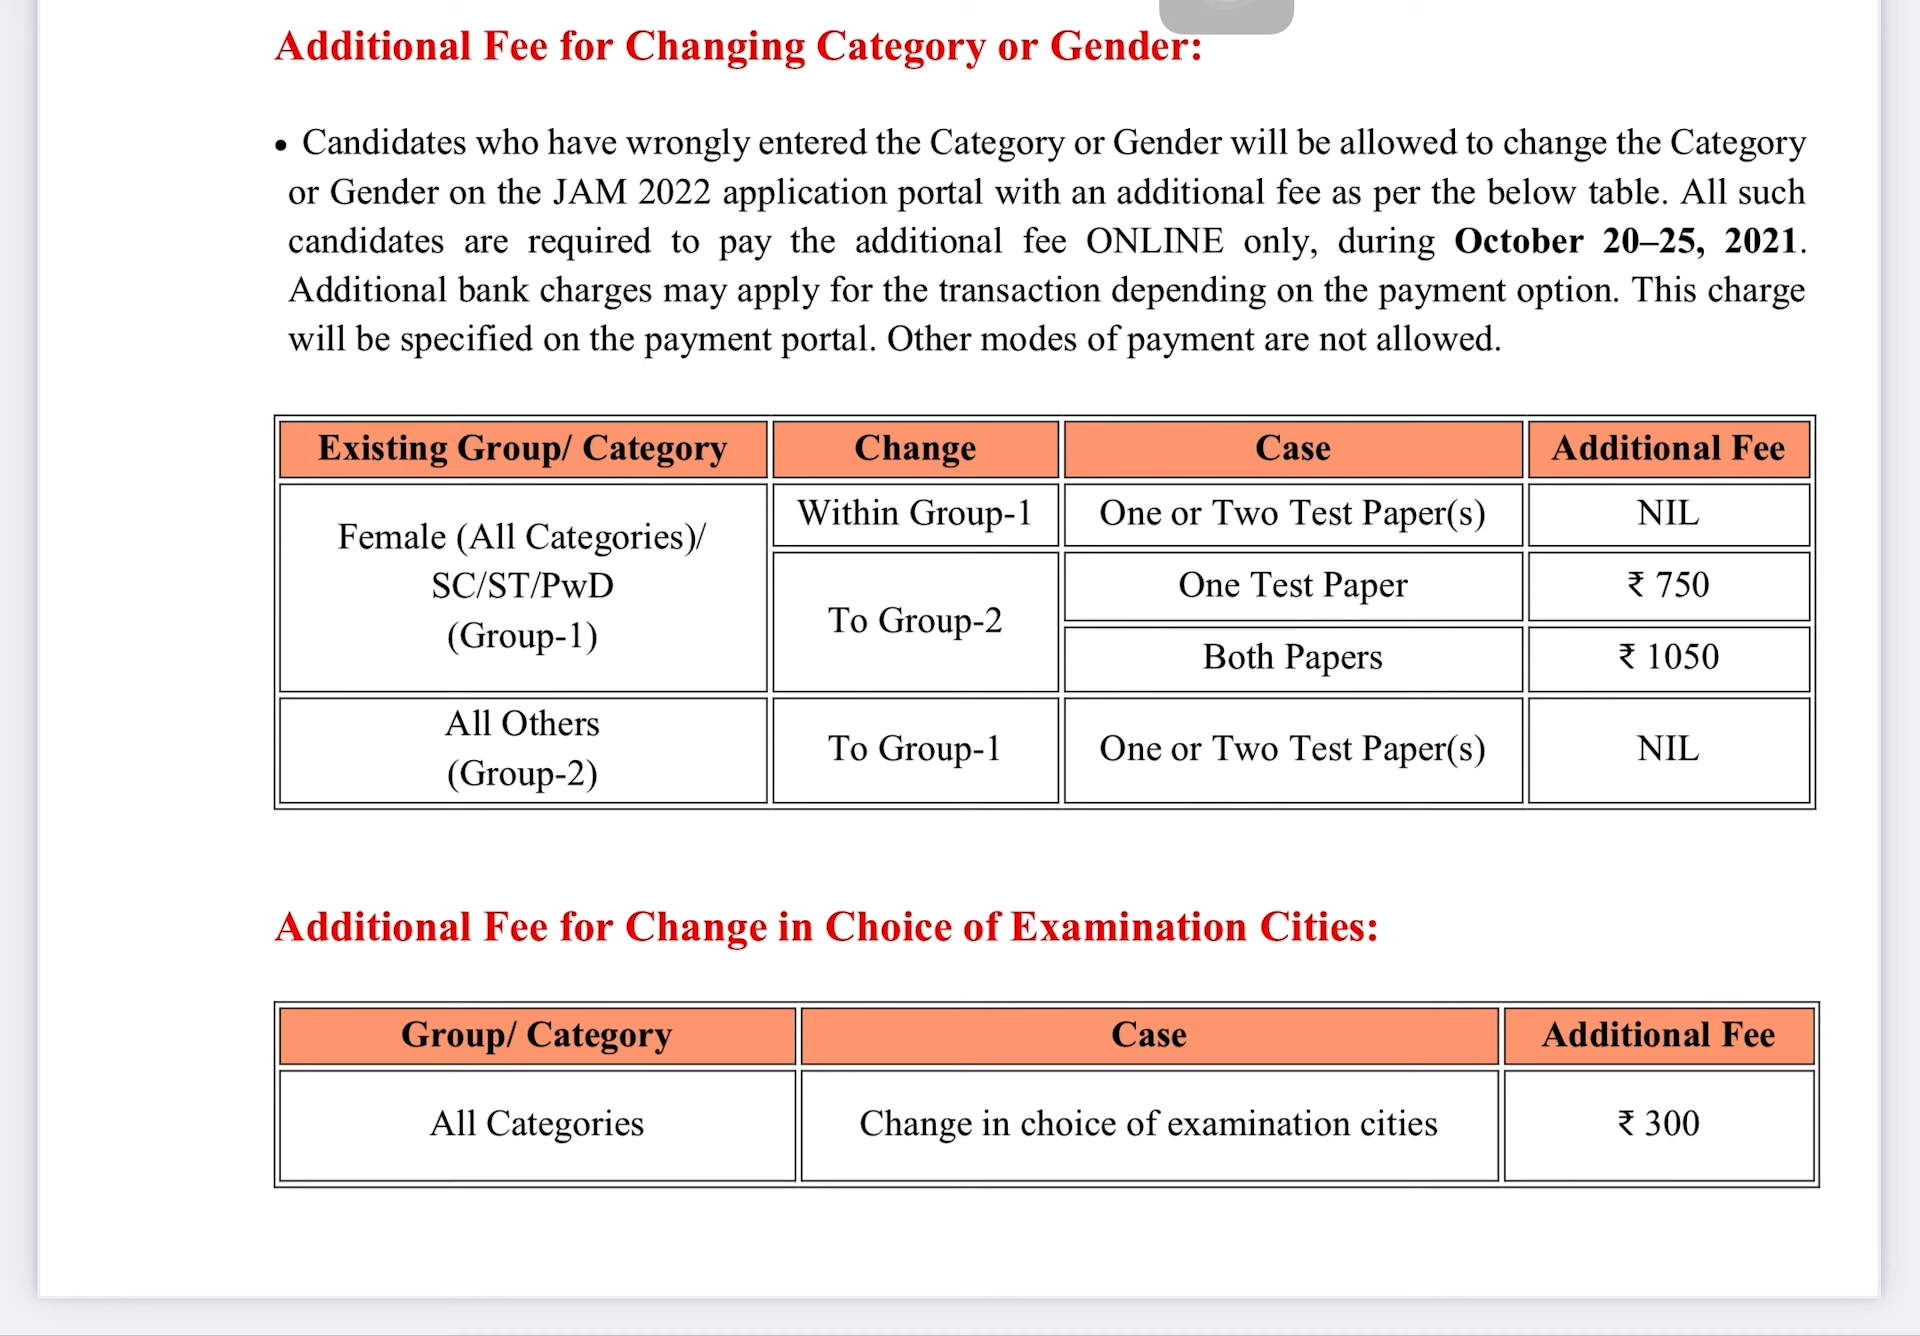 Additional Fee for Changing Category or Gender:
• Candidates who have wrongly entered the Category or Gender will be allowed to change the Category
or Gender on the JAM 2022 application portal with an additional fee as per the below table. All such
candidates are required to pay the additional fee ONLINE only, during October 20–25, 2021.
Additional bank charges may apply for the transaction depending on the payment option. This charge
will be specified on the payment portal. Other modes of payment are not allowed.
Existing Group/ Category Change Case Additional Fee
Female (All Categories)/
SC/ST/PwD
(Group-1)
Within Group-1 One or Two Test Paper(s) NIL
To Group-2
One Test Paper ₹ 750
Both Papers ₹ 1050
All Others
(Group-2)
To Group-1 One or Two Test Paper(s) NIL
Additional Fee for Change in Choice of Examination Cities:
Group/ Category Case Additional Fee
All Categories Change in choice of examination cities ₹ 300